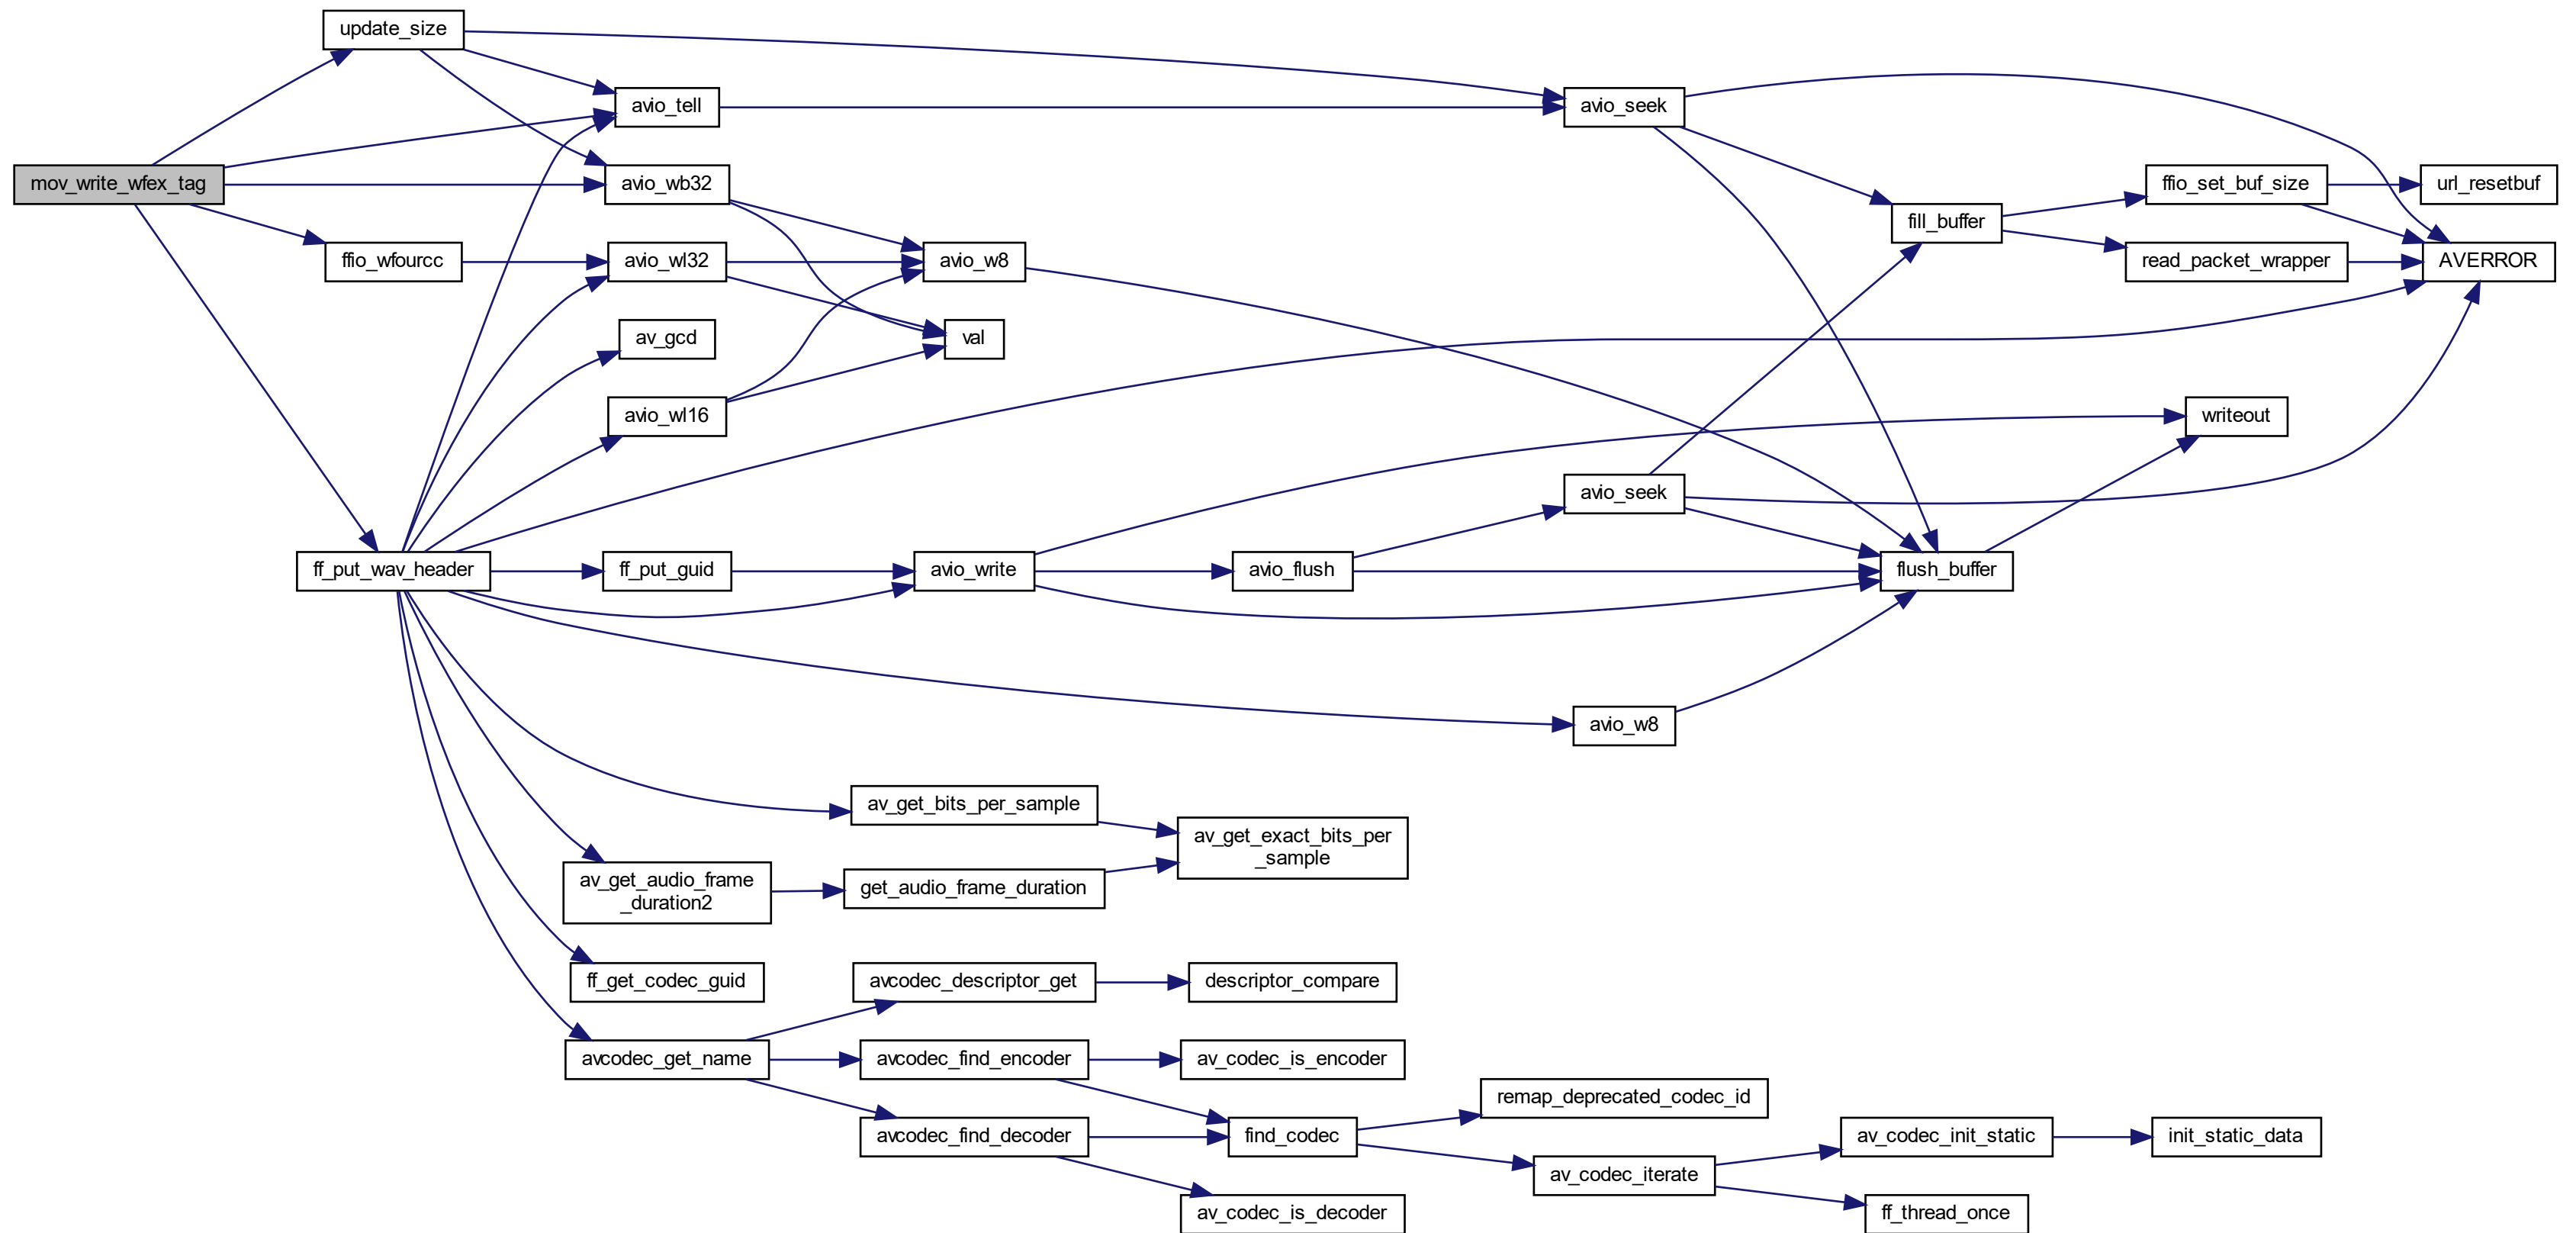 update_size
avio_tell
avio_seek
mov_write_wfex_tag
avio_wb32
ffio_set_buf_size
url_resetbuf
fill_buffer
ffio_wfourcc
avio_wl32
avio_w8
read_packet_wrapper
AVERROR
av_gcd
val
avio_wl16
writeout
avio_seek
ff_put_wav_header
ff_put_guid
avio_write
avio_flush
flush_buffer
avio_w8
av_get_bits_per_sample
av_get_exact_bits_per
_sample
av_get_audio_frame
_duration2
get_audio_frame_duration
ff_get_codec_guid
avcodec_descriptor_get
descriptor_compare
avcodec_get_name
avcodec_find_encoder
av_codec_is_encoder
remap_deprecated_codec_id
avcodec_find_decoder
find_codec
av_codec_init_static
init_static_data
av_codec_iterate
av_codec_is_decoder
ff_thread_once